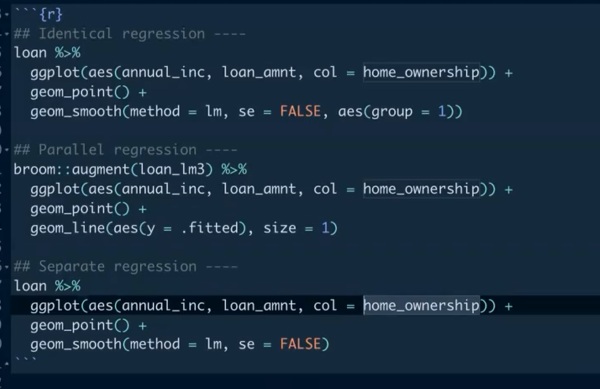 ```{r}
## Identical regression ----
loan %>%
  ggplot(aes(annual_inc, loan_amnt, col = home_ownership)) +
  geom_point() +
  geom_smooth(method = lm, se = FALSE, aes(group = 1))
## Parallel regression ----
broom::augment(loan_lm3) %>%
  ggplot(aes(annual_inc, loan_amnt, col = home_ownership)) +
  geom_point() +
  geom_line(aes(y = .fitted), size = 1)
## Separate regression ----
loan %>%
  ggplot(aes(annual_inc, loan_amnt, col = home_ownership)) +
  geom_point() +
  geom_smooth(method = lm, se = FALSE)
```